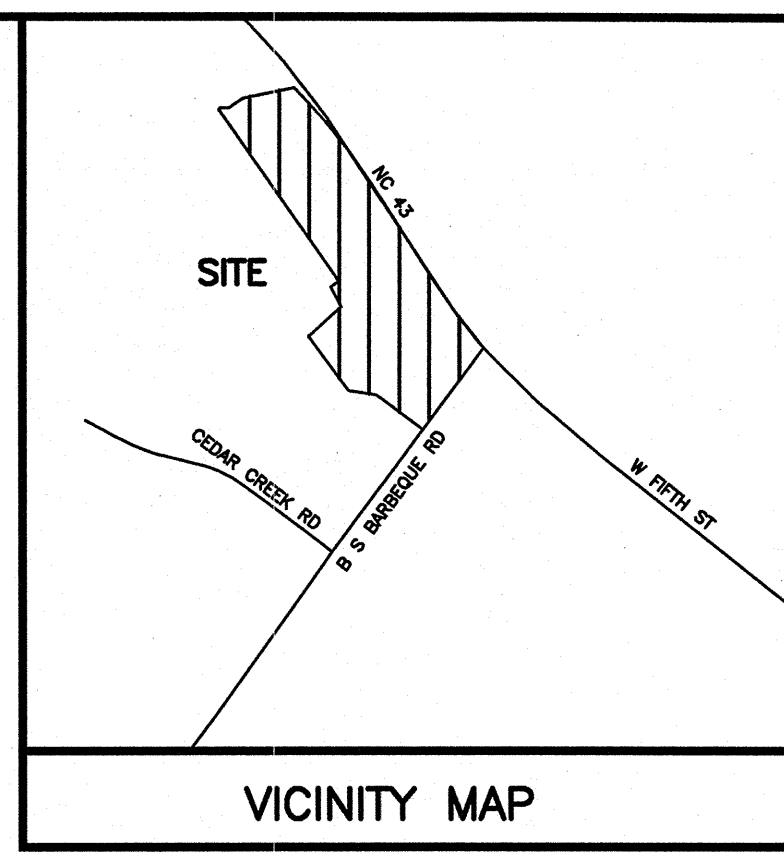 NC 43
SITE
CEDAR CREEK RD
B S BARBEQUE RD
W FIFTH ST
VICINITY MAP